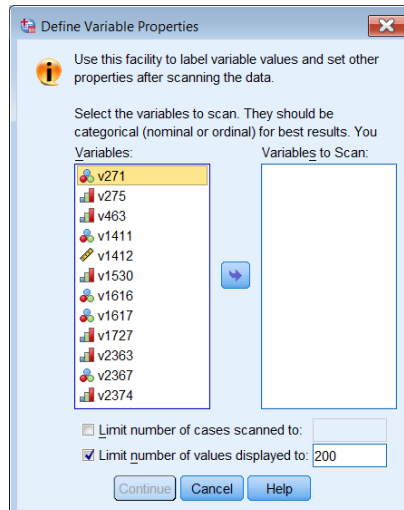 Define Variable Properties
Use this facility to label variable values and set other
properties after scanning the data.
Select the variables to scan. They should be
categorical (nominal or ordinal) for best results. You
Variables:
Variables to Scan:
v271
v275
v463
v1411
v1412
v1530
v1616
v1617
v1727
v2363
v2367
v2374
Limit number of cases scanned to:
Limit number of values displayed to: 200
Continue Cancel Help